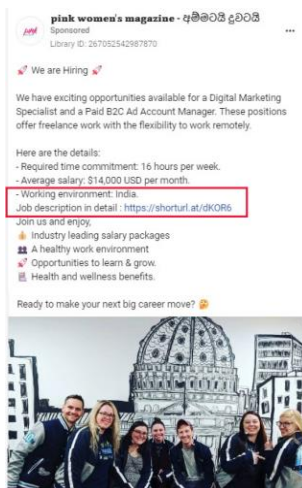 pink women's magazine - අම්මටයි දුවටයි
Sponsored
Library ID: 267052542987870
🚀 We are Hiring 🚀
We have exciting opportunities available for a Digital Marketing
Specialist and a Paid B2C Ad Account Manager. These positions
offer freelance work with the flexibility to work remotely.
Here are the details:
- Required time commitment: 16 hours per week.
- Average salary: $14,000 USD per month.
- Working environment: India.
Job description in detail : https://shorturl.at/dKOR6
Join us and enjoy,
Industry leading salary packages
A healthy work environment
🚀 Opportunities to learn & grow.
Health and wellness benefits.
Ready to make your next big career move? 🤔